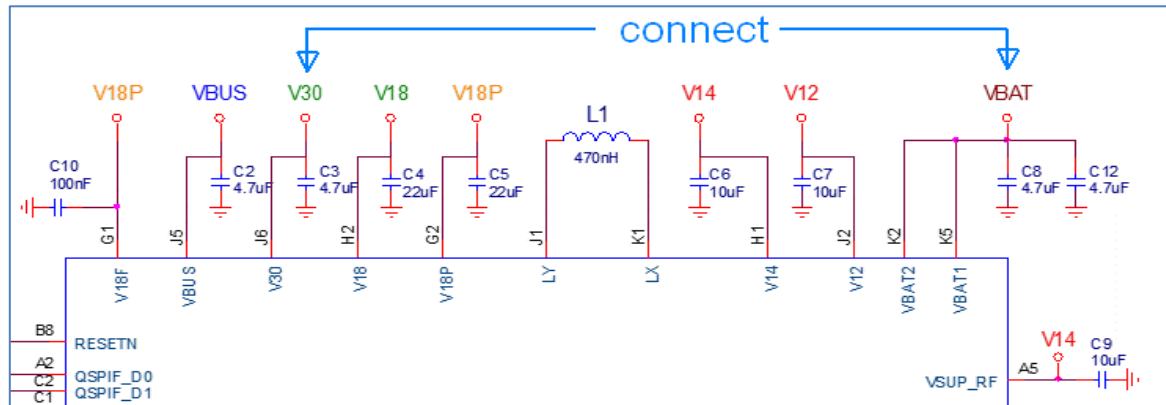 connect
V18P
VBUS
V30
V18
V18P
L1
V14
V12
VBAT
470nH
C10
100nF
C2
4.7uF
C3
4.7uF
C4
22uF
C5
22uF
C6
10uF
C7
10uF
C8
4.7uF
C12
4.7uF
G1
J5
J6
H2
G2
J1
K1
H1
J2
K2
K5
V18F
VBUS
V30
V18
V18P
LY
LX
V14
V12
VBAT2
VBAT1
B8
RESETN
A2
QSPIF_D0
C2
QSPIF_D1
C1
V14
C9
10uF
VSUP_RF
A5